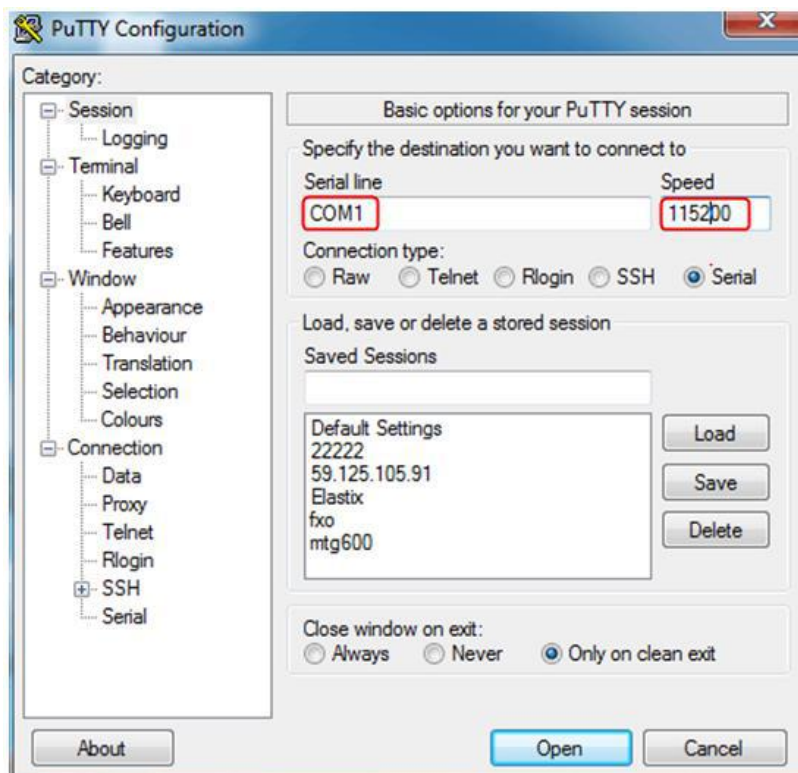 PuTTY Configuration
Category:
Session
Logging
Terminal
Keyboard
Bell
Features
Window
Appearance
Behaviour
Translation
Selection
Colours
Connection
Data
Proxy
Telnet
Rlogin
SSH
Serial
Basic options for your PuTTY session
Specify the destination you want to connect to
Serial line Speed
COM1 115200
Connection type:
Raw Telnet Rlogin SSH Serial
Load, save or delete a stored session
Saved Sessions
Default Settings
22222
59.125.105.91
Elastix
fxo
mtg600
Load
Save
Delete
Close window on exit:
Always Never Only on clean exit
About Open Cancel